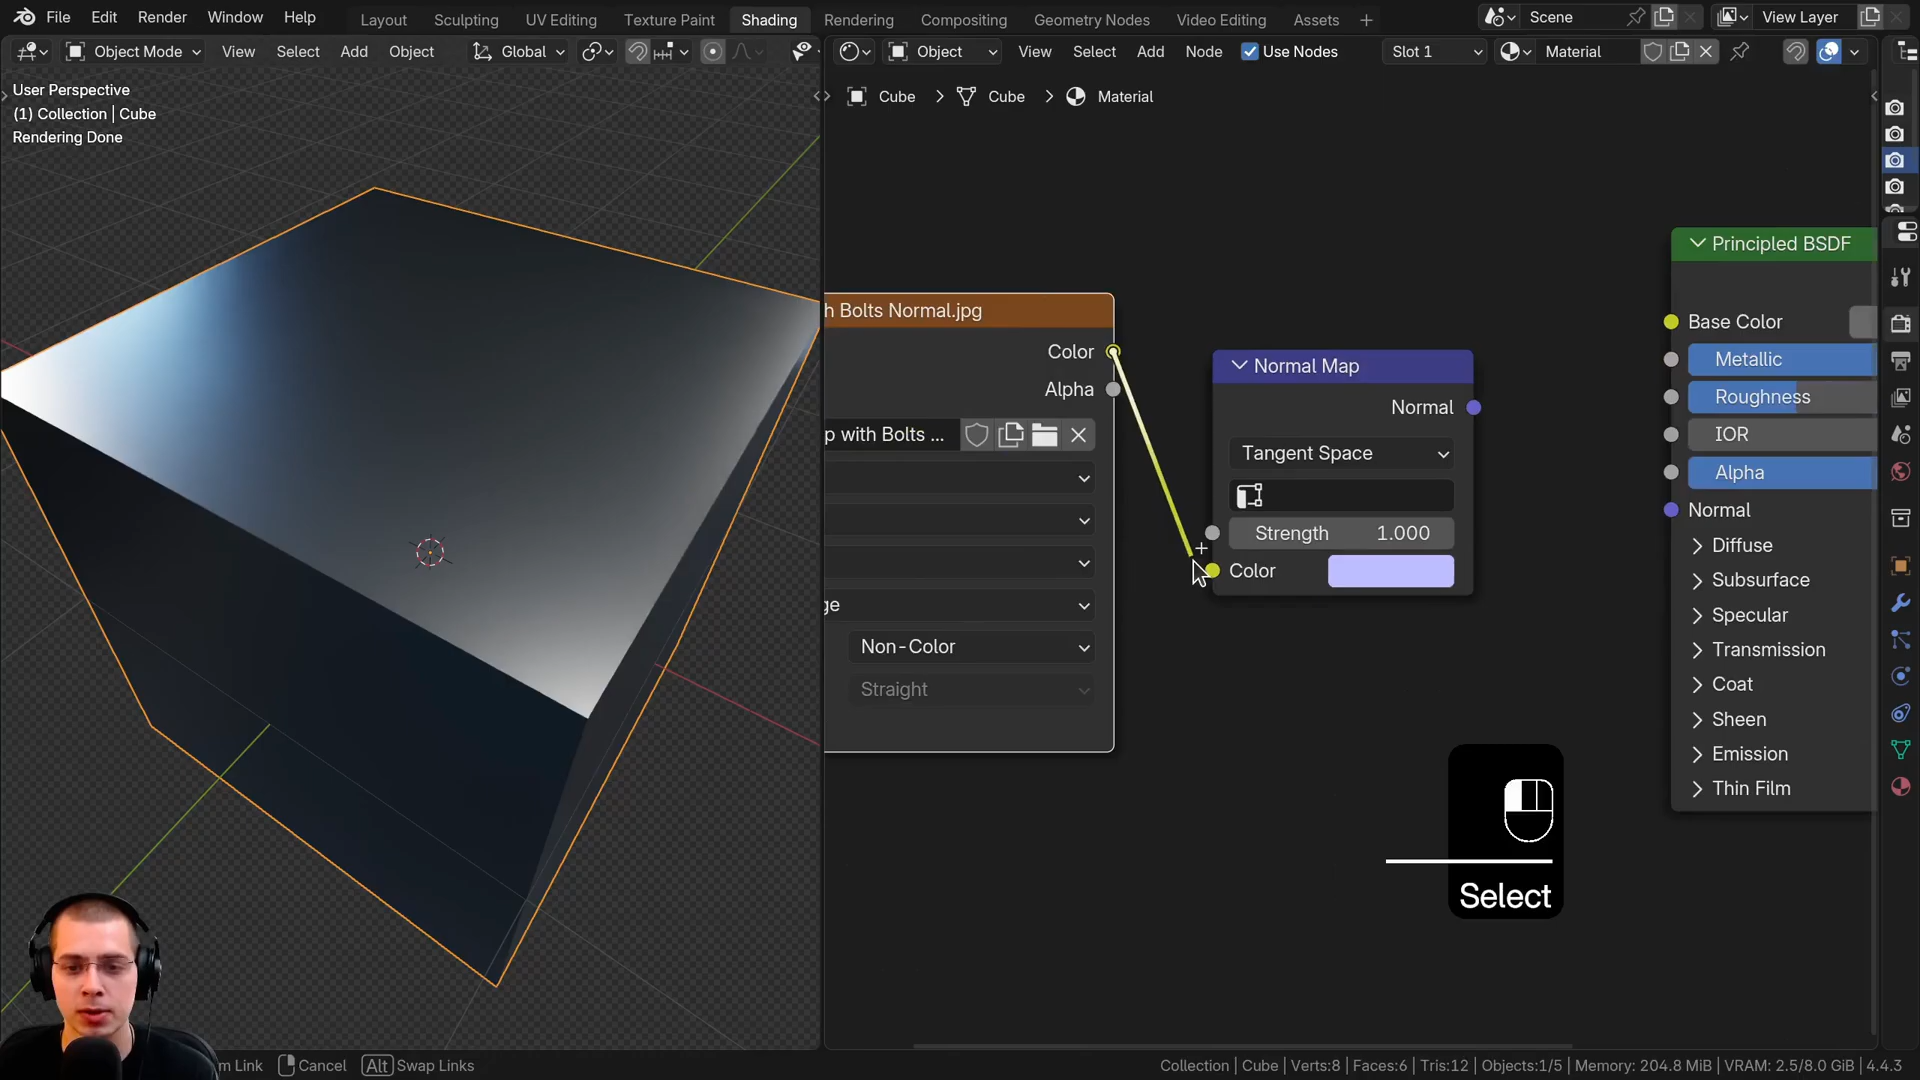 File Edit Render Window Help
Layout Sculpting UV Editing Texture Paint Shading Rendering Compositing Geometry Nodes Video Editing Assets
Scene
View Layer
Object Mode View Select Add Object Global
Object View Select Add Node Use Nodes Slot 1 Material
User Perspective
(1) Collection | Cube
Rendering Done
Cube Cube Material
h Bolts Normal.jpg
Color
Alpha
p with Bolts ...
ge
Non-Color
Straight
Normal Map
Normal
Tangent Space
Strength 1.000
Color
Principled BSDF
Base Color
Metallic
Roughness
IOR
Alpha
Normal
Diffuse
Subsurface
Specular
Transmission
Coat
Sheen
Emission
Thin Film
Select
m Link Cancel Alt Swap Links
Collection | Cube | Verts:8 | Faces:6 | Tris:12 | Objects:1/5 | Memory: 204.8 MiB | VRAM: 2.5/8.0 GiB | 4.4.3